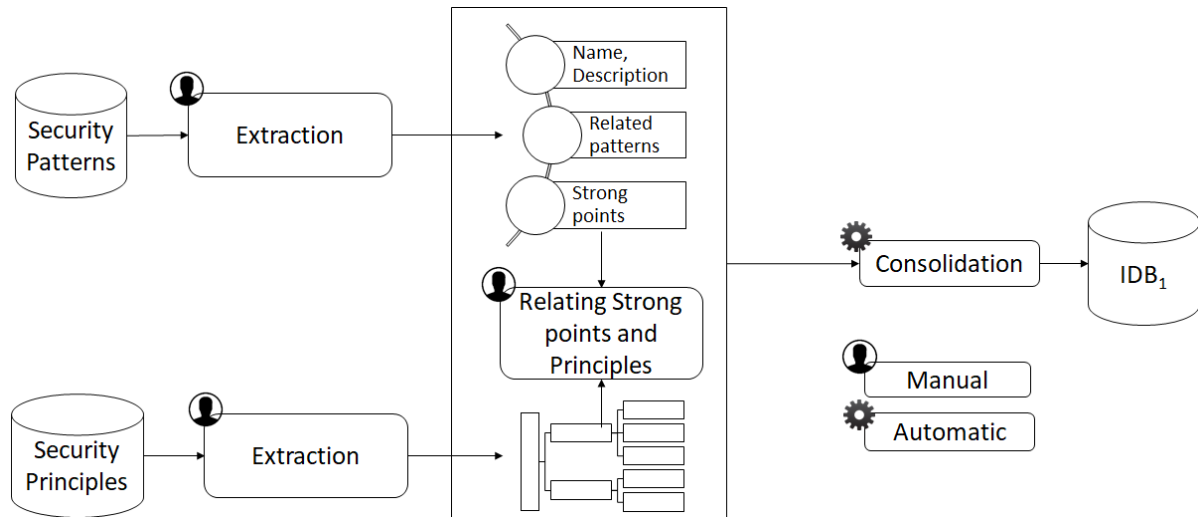 Security
Patterns
Extraction
Name,
Description
Related
patterns
Strong
points
Relating Strong
points and
Principles
Security
Principles
Extraction
Consolidation
IDB₁
Manual
Automatic